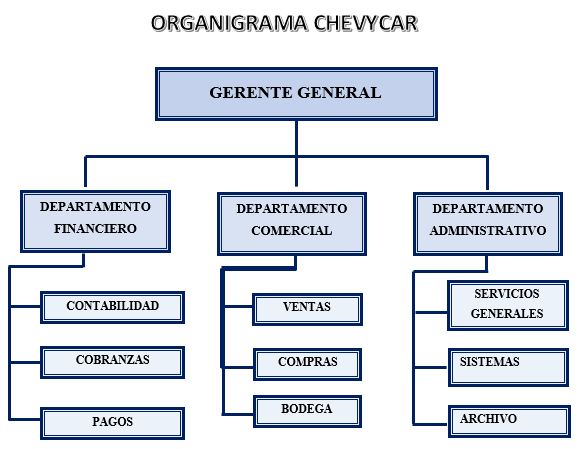 ORGANIGRAMA CHEVYCAR
GERENTE GENERAL
DEPARTAMENTO
FINANCIERO
DEPARTAMENTO
COMERCIAL
DEPARTAMENTO
ADMINISTRATIVO
CONTABILIDAD
COBRANZAS
PAGOS
VENTAS
COMPRAS
BODEGA
SERVICIOS
GENERALES
SISTEMAS
ARCHIVO